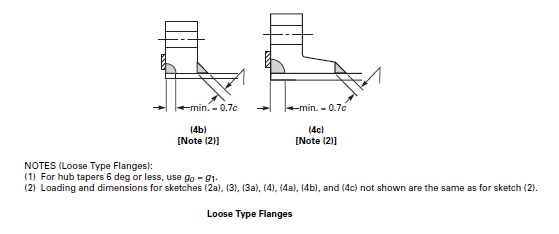 min. – 0.7c
min. – 0.7c
(4b)
(4c)
[Note (2)]
[Note (2)]
NOTES (Loose Type Flanges):
(1) For hub tapers 6 deg or less, use go – g1.
(2) Loading and dimensions for sketches (2a), (3), (3a), (4), (4a), (4b), and (4c) not shown are the same as for sketch (2).
Loose Type Flanges